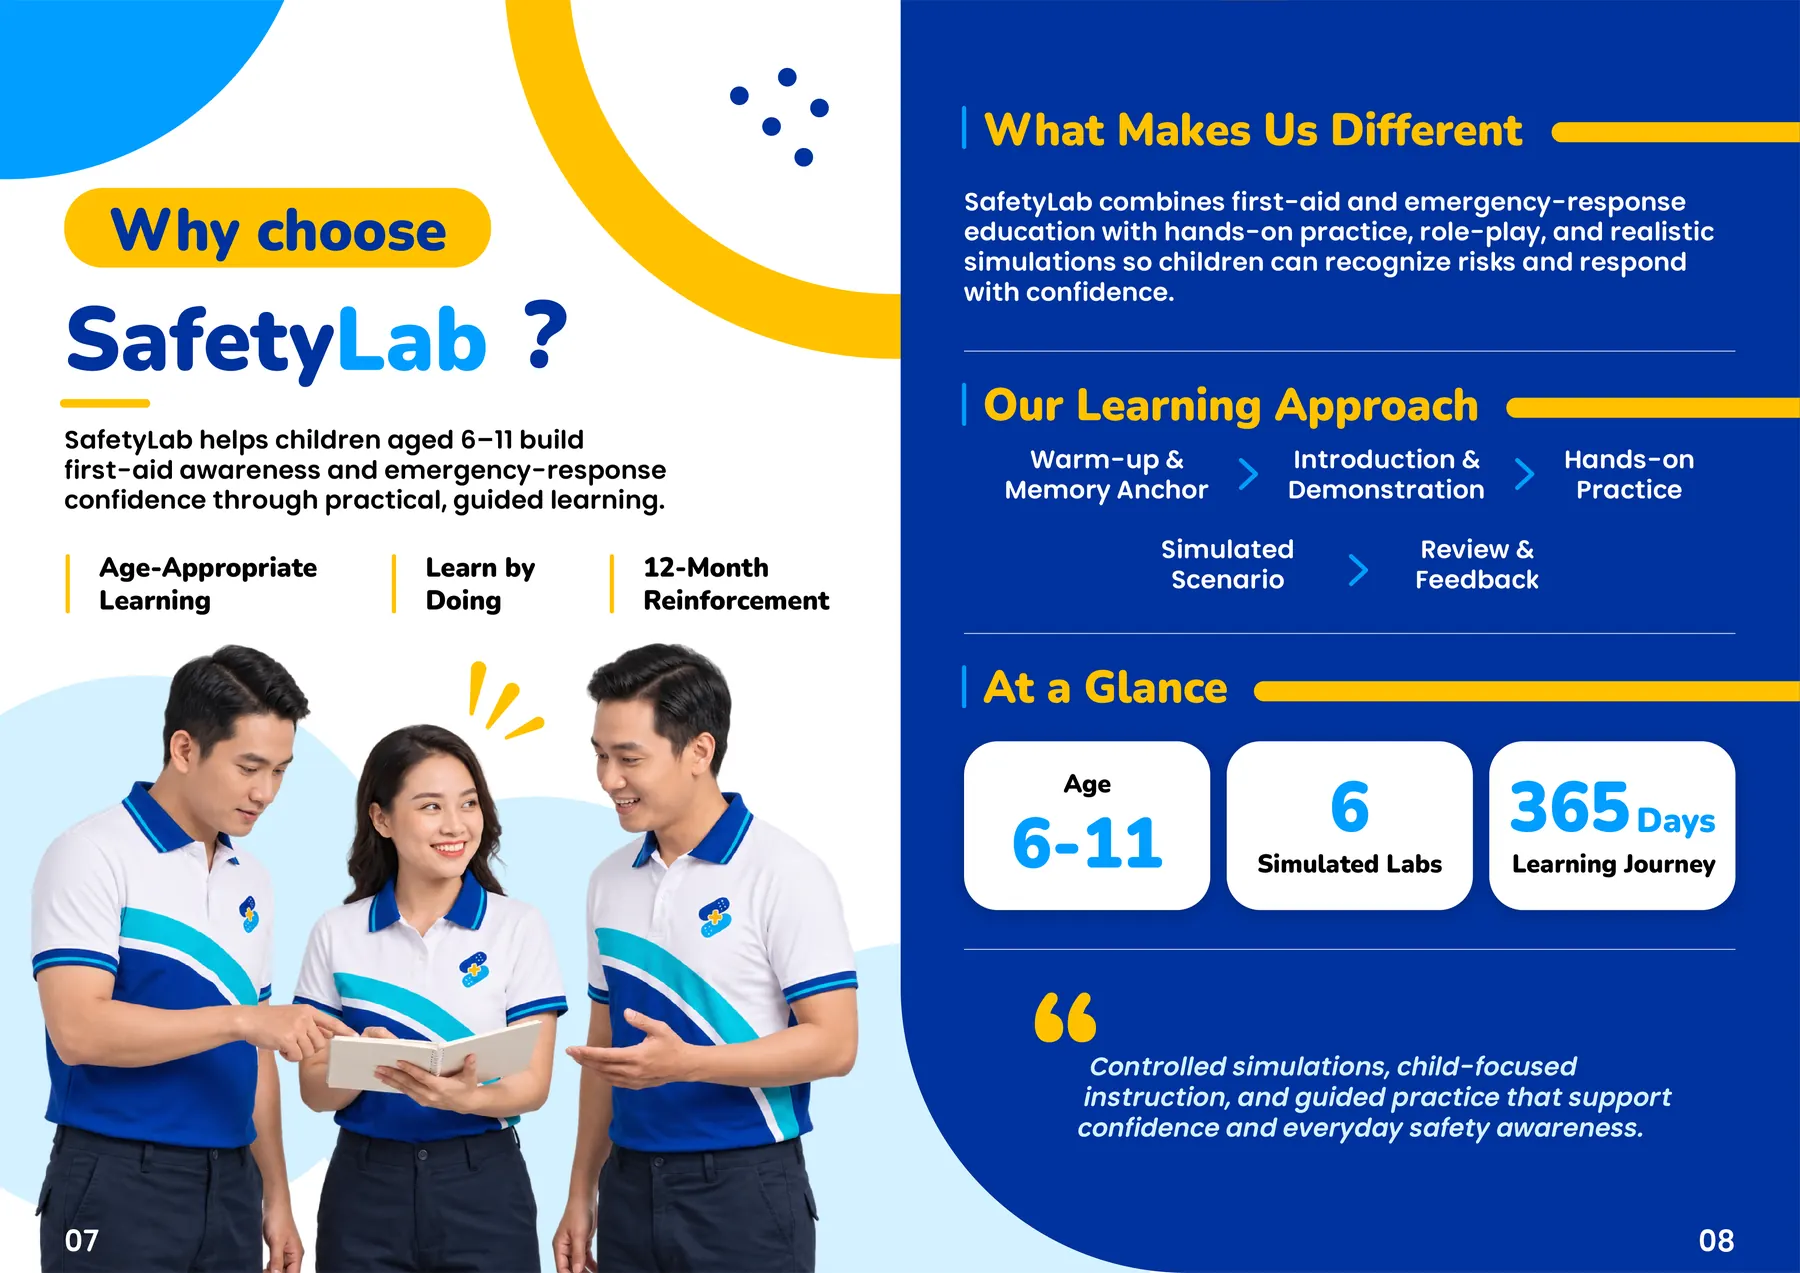 Why choose
SafetyLab ?
SafetyLab helps children aged 6–11 build
first-aid awareness and emergency-response
confidence through practical, guided learning.
Age-Appropriate
Learning
Learn by
Doing
12-Month
Reinforcement
07
What Makes Us Different
SafetyLab combines first-aid and emergency-response
education with hands-on practice, role-play, and realistic
simulations so children can recognize risks and respond
with confidence.
Our Learning Approach
Warm-up &
Memory Anchor
Introduction &
Demonstration
Hands-on
Practice
Simulated
Scenario
Review &
Feedback
At a Glance
Age
6-11
6
Simulated Labs
365 Days
Learning Journey
“
Controlled simulations, child-focused
instruction, and guided practice that support
confidence and everyday safety awareness.
08